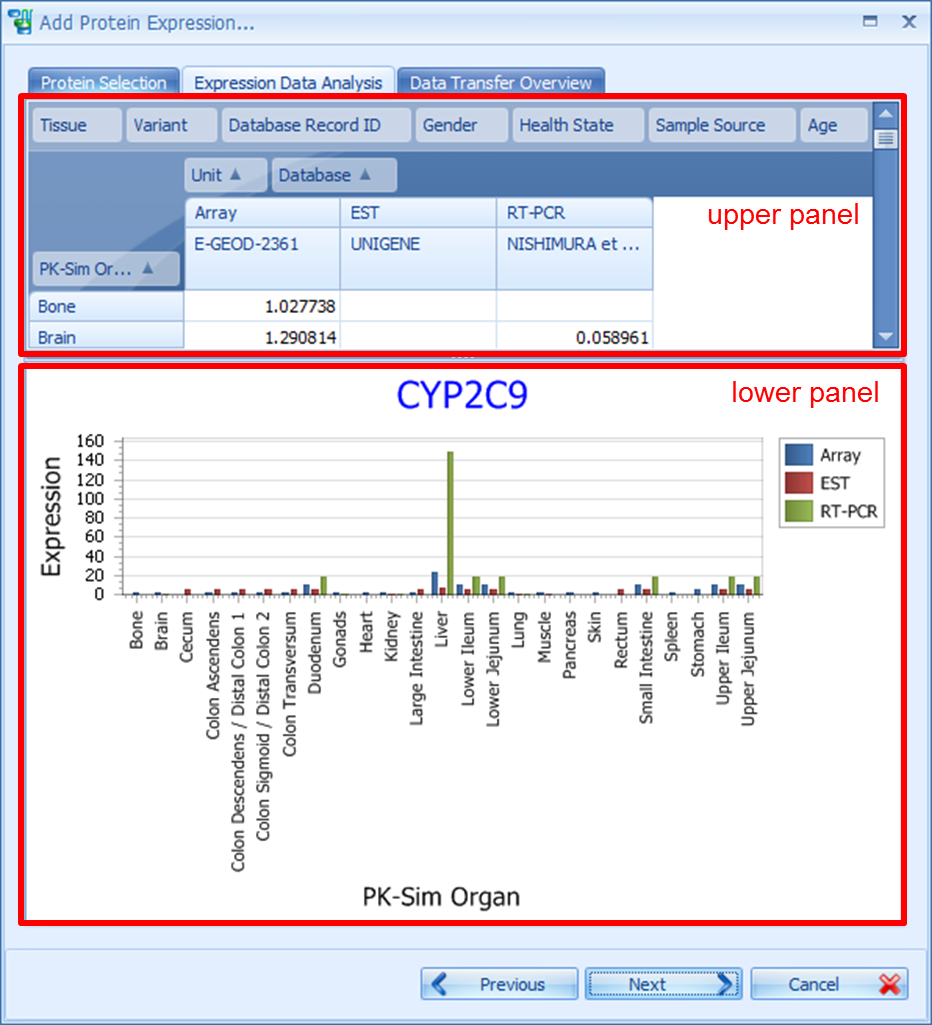 Add Protein Expression...
Protein Selection Expression Data Analysis Data Transfer Overview
Tissue Variant Database Record ID Gender Health State Sample Source Age
Unit Database
Array EST RT-PCR upper panel
E-GEOD-2361 UNIGENE NISHIMURA et ...
PK-Sim Or...
Bone 1.027738
Brain 1.290814 0.058961
CYP2C9 lower panel
Expression
160
140
120
100
80
60
40
20
0
Array
EST
RT-PCR
Bone
Brain
Cecum
Colon Ascendens
Colon Descendens / Distal Colon 1
Colon Sigmoid / Distal Colon 2
Colon Transversum
Duodenum
Gonads
Heart
Kidney
Large Intestine
Liver
Lower Ileum
Lower Jejunum
Lung
Muscle
Pancreas
Skin
Rectum
Small Intestine
Spleen
Stomach
Upper Ileum
Upper Jejunum
PK-Sim Organ
Previous Next Cancel